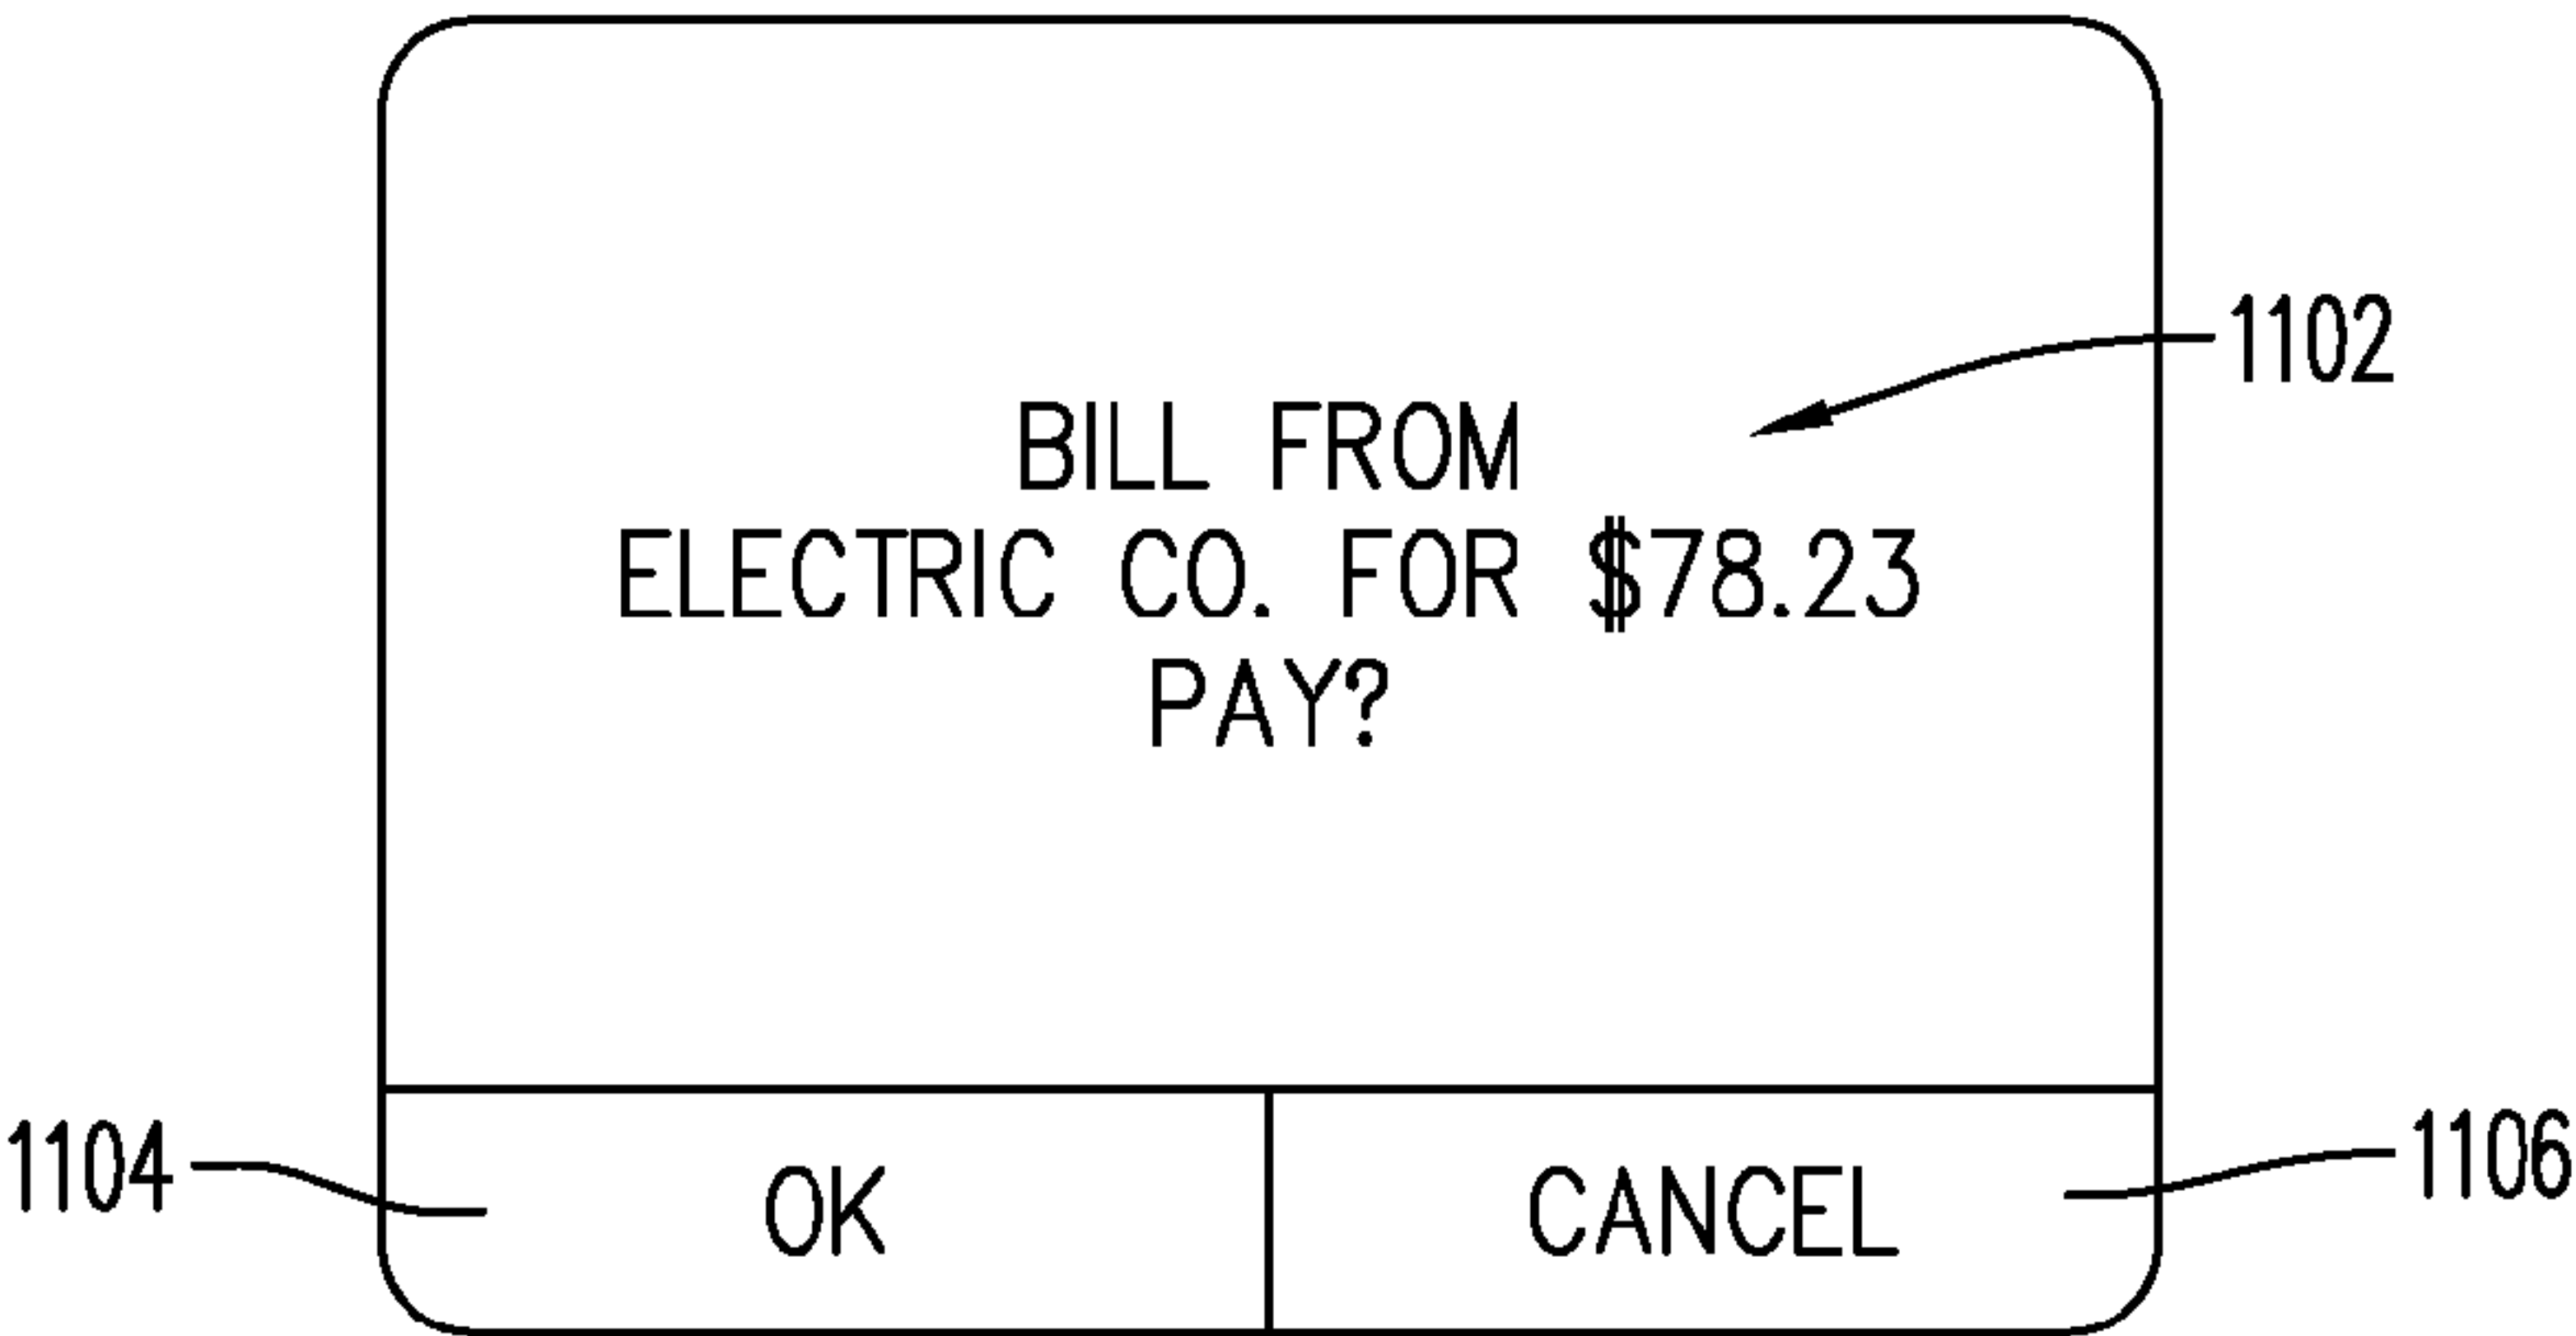 1102
BILL FROM
ELECTRIC CO. FOR $78.23
PAY?
1104
OK
CANCEL
1106